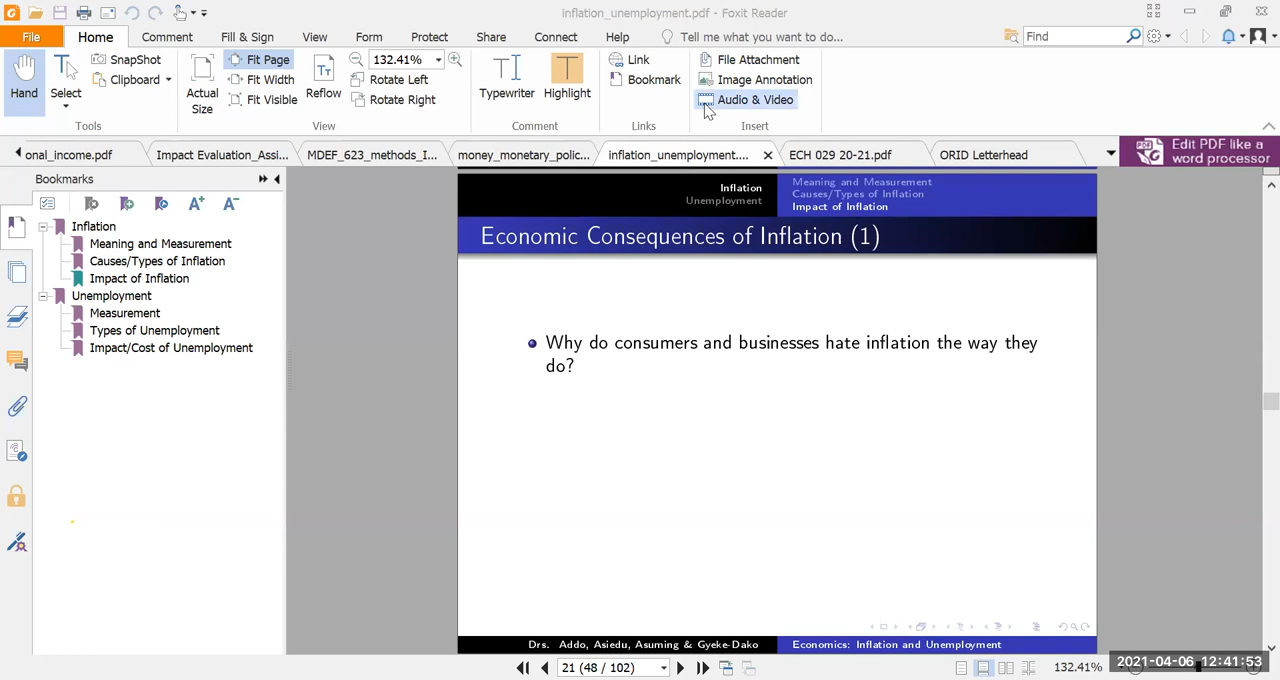 inflation_unemployment.pdf - Foxit Reader
File Home Comment Fill & Sign View Form Protect Share Connect Help Tell me what you want to do... Find
Hand
Select
SnapShot
Clipboard
Tools
Actual
Size
Fit Page
Fit Width
Fit Visible
Reflow
132.41%
Rotate Left
Rotate Right
View
Typewriter
Highlight
Comment
Link
Bookmark
Links
File Attachment
Image Annotation
Audio & Video
Insert
onal_income.pdf Impact Evaluation_Assi... MDEF_623_methods_I... money_monetary_polic... inflation_unemployment.... ECH 029 20-21.pdf ORID Letterhead
Edit PDF like a
word processor
Bookmarks
Inflation
Meaning and Measurement
Causes/Types of Inflation
Impact of Inflation
Unemployment
Measurement
Types of Unemployment
Impact/Cost of Unemployment
Inflation
Unemployment
Meaning and Measurement
Causes/Types of Inflation
Impact of Inflation
Economic Consequences of Inflation (1)
Why do consumers and businesses hate inflation the way they
do?
Drs. Addo, Asiedu, Asuming & Gyeke-Dako
Economics: Inflation and Unemployment
21 (48 / 102)
132.41%
2021-04-06 12:41:53